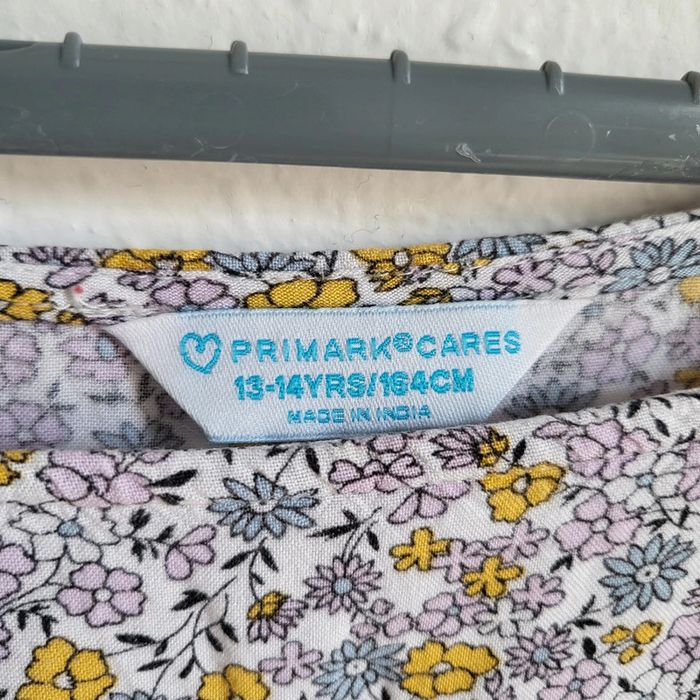 PRIMARK®CARES
13-14YRS/164CM
MADE IN INDIA